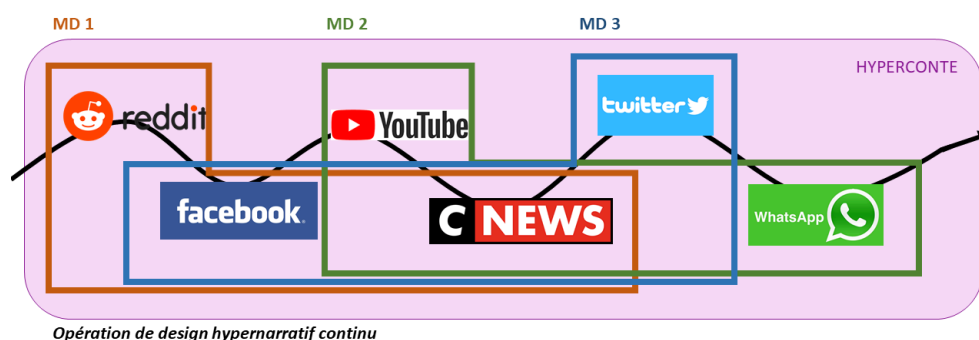 MD 1
MD 2
MD 3
HYPERCONTE
reddit
YouTube
twitter
facebook
C NEWS
WhatsApp
Opération de design hypernarratif continu